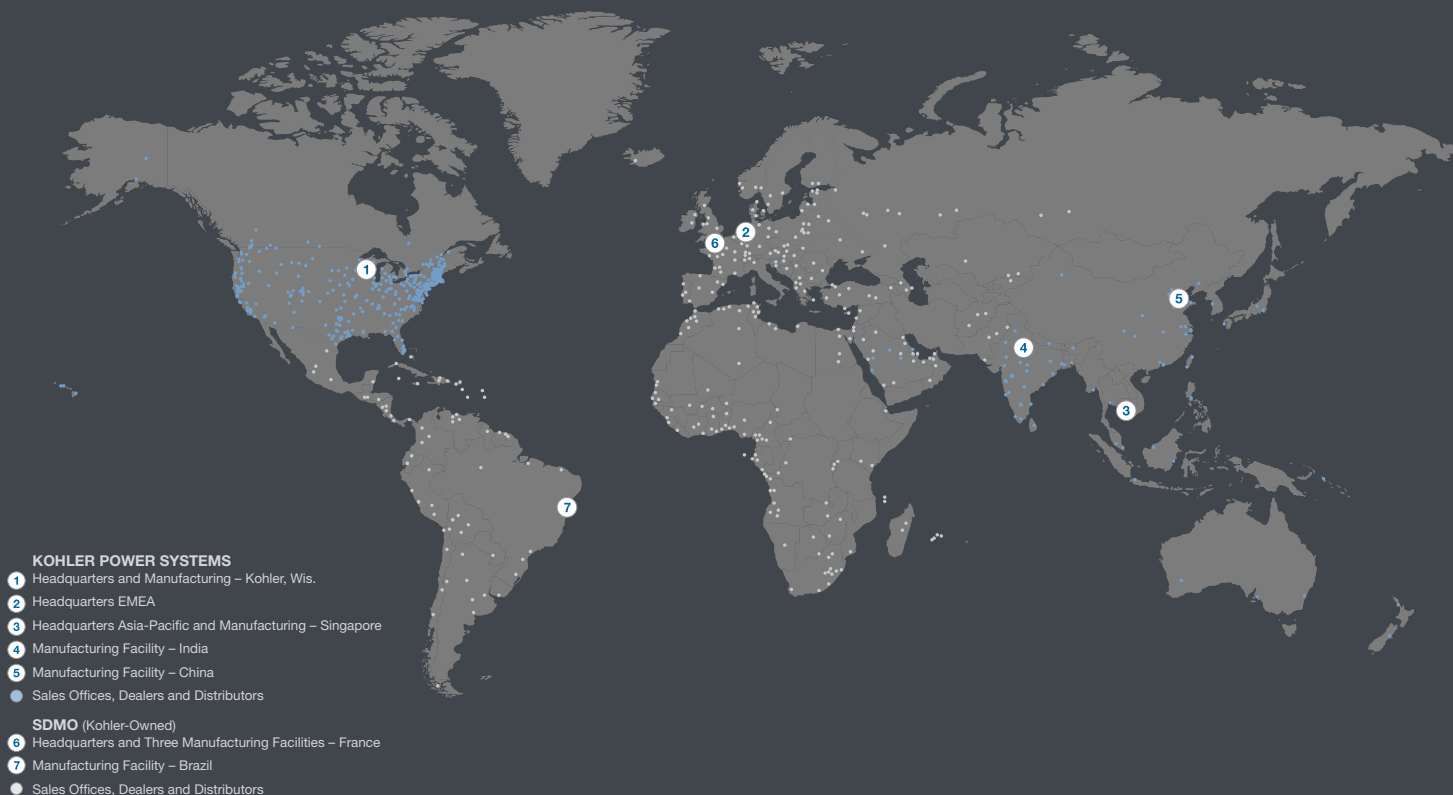 1
2
6
5
4
3
7
KOHLER POWER SYSTEMS
1 Headquarters and Manufacturing – Kohler, Wis.
2 Headquarters EMEA
3 Headquarters Asia-Pacific and Manufacturing – Singapore
4 Manufacturing Facility – India
5 Manufacturing Facility – China
Sales Offices, Dealers and Distributors
SDMO (Kohler-Owned)
6 Headquarters and Three Manufacturing Facilities – France
7 Manufacturing Facility – Brazil
Sales Offices, Dealers and Distributors